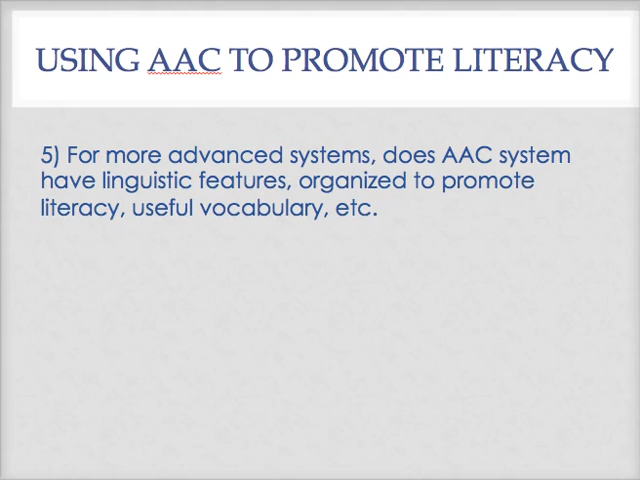 USING AAC TO PROMOTE LITERACY
5) For more advanced systems, does AAC system
have linguistic features, organized to promote
literacy, useful vocabulary, etc.